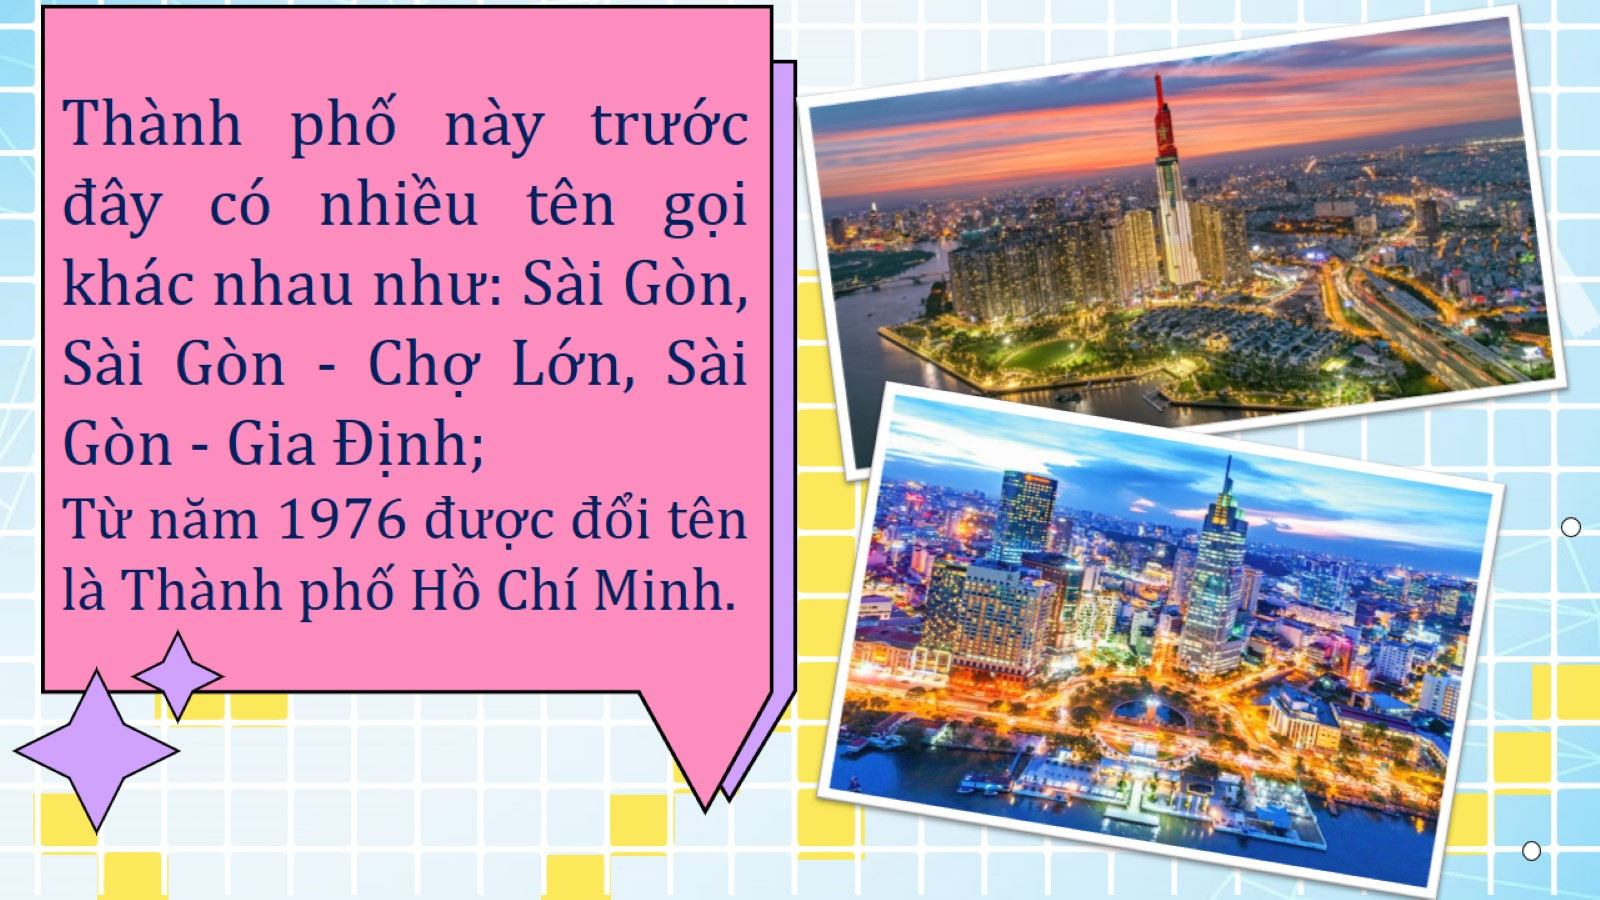 Thành phố này trước
đây có nhiều tên gọi
khác nhau như: Sài Gòn,
Sài Gòn - Chợ Lớn, Sài
Gòn - Gia Định;
Từ năm 1976 được đổi tên
là Thành phố Hồ Chí Minh.